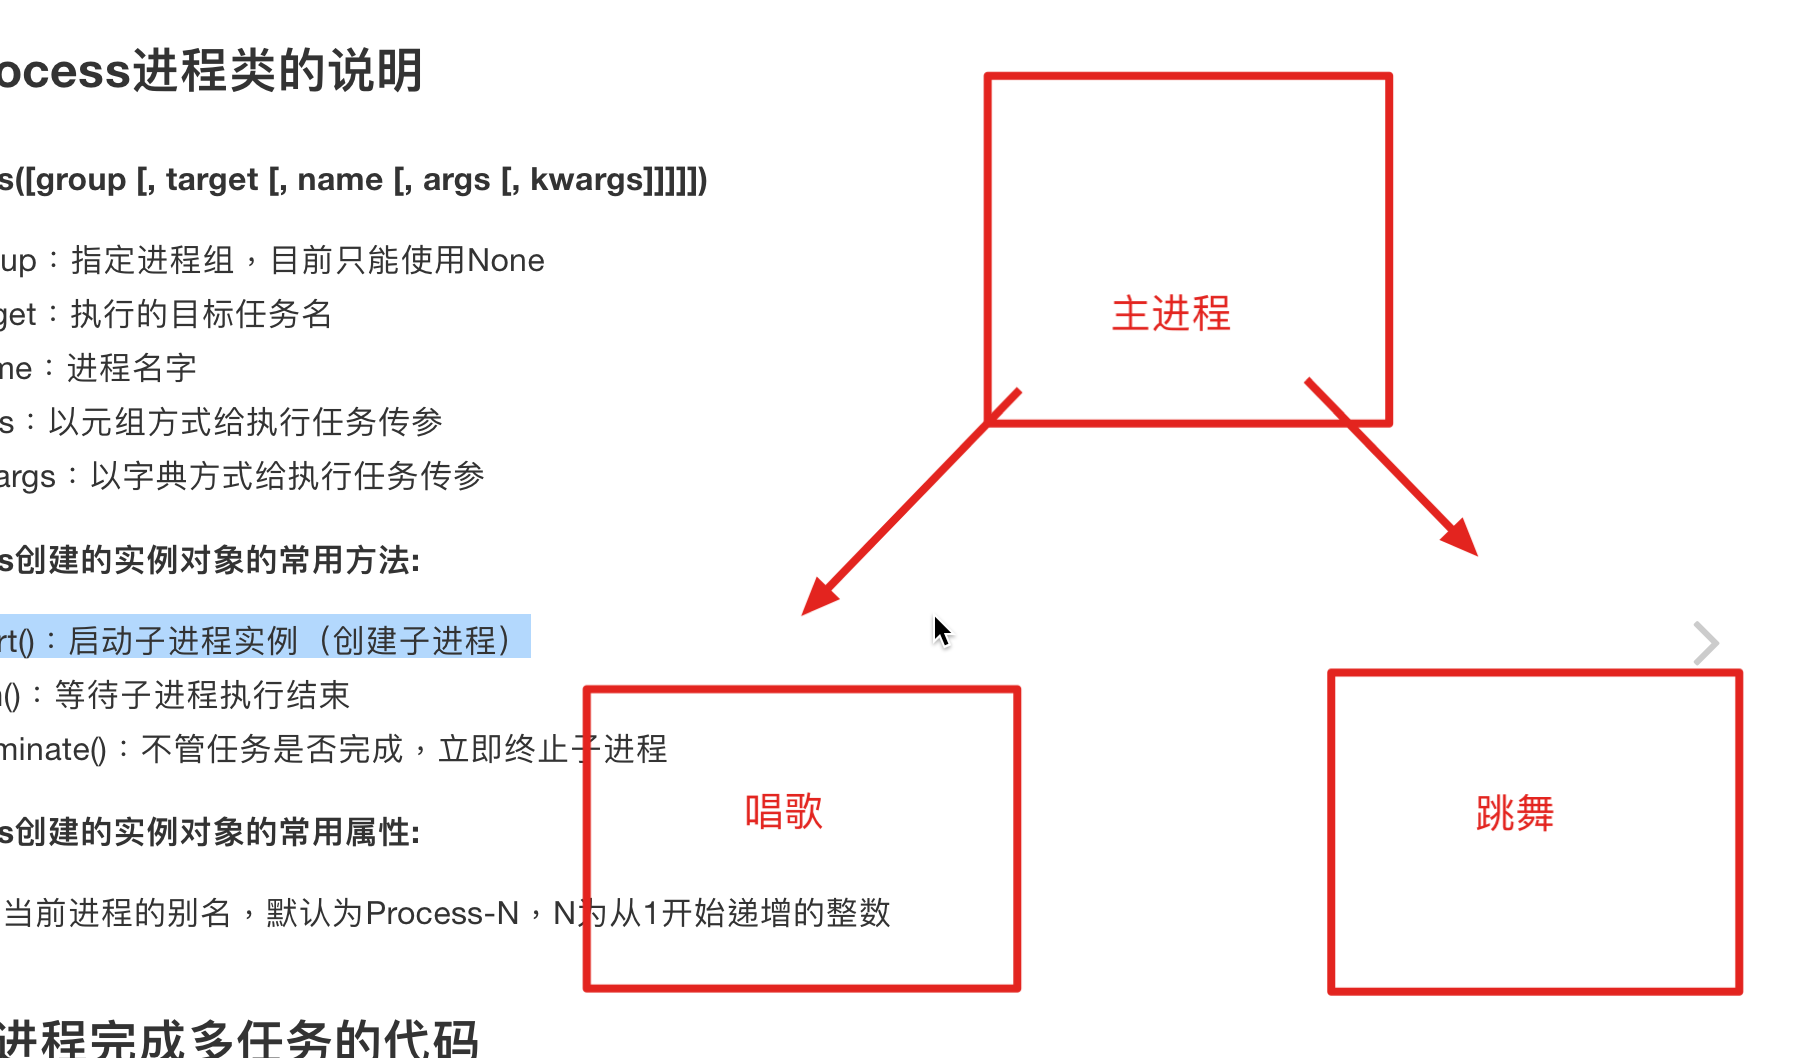 ocess进程类的说明
s([group [, target [, name [, args [, kwargs]]]]])
up：指定进程组，目前只能使用None
get：执行的目标任务名
me：进程名字
s：以元组方式给执行任务传参
args：以字典方式给执行任务传参
s创建的实例对象的常用方法:
rt()：启动子进程实例（创建子进程）
n()：等待子进程执行结束
minate()：不管任务是否完成，立即终止子进程
s创建的实例对象的常用属性:
当前进程的别名，默认为Process-N，N为从1开始递增的整数
进程完成多任务的代码
主进程
唱歌
跳舞